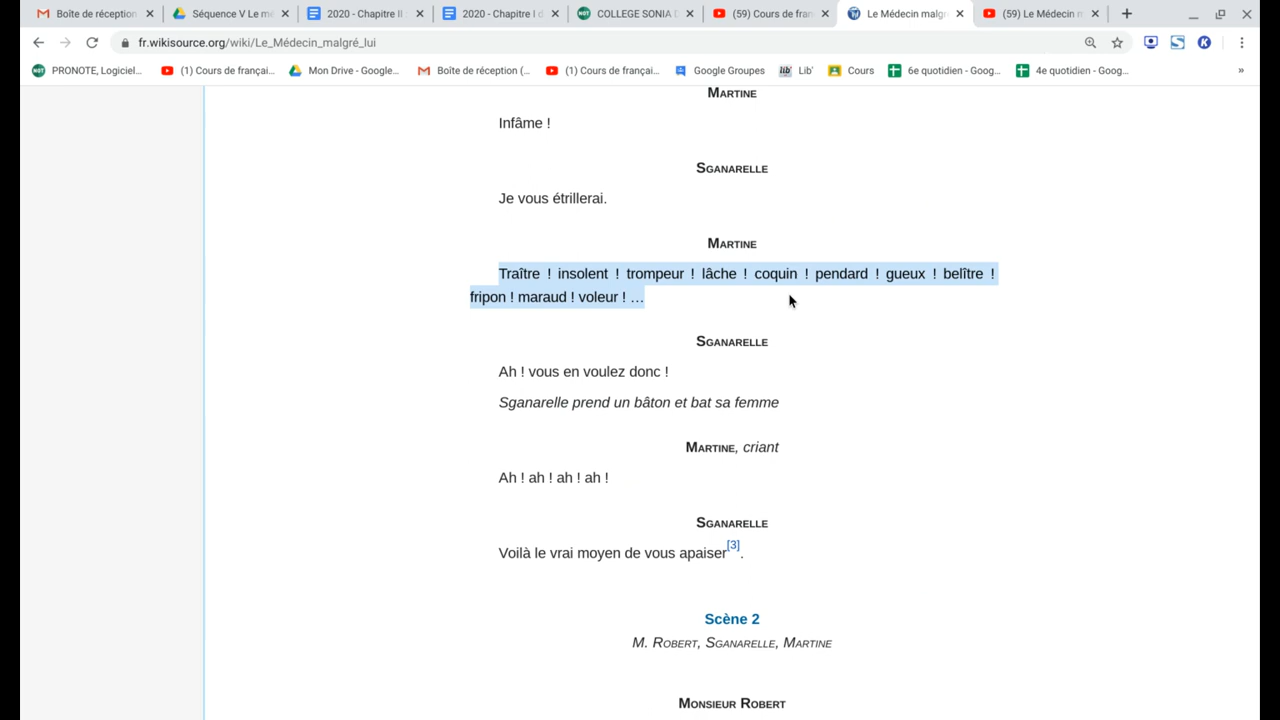 Boîte de réception
Séquence V Le mé
2020 - Chapitre II
2020 - Chapitre I d
COLLEGE SONIA D
(59) Cours de fran
Le Médecin malgr
(59) Le Médecin m
fr.wikisource.org/wiki/Le_Médecin_malgré_lui
PRONOTE, Logiciel...
(1) Cours de françai...
Mon Drive - Google...
Boîte de réception (...
(1) Cours de françai...
Google Groupes
lib' Lib'
Cours
6e quotidien - Goog...
4e quotidien - Goog...
»
Martine
Infâme !
Sganarelle
Je vous étrillerai.
Martine
Traître ! insolent ! trompeur ! lâche ! coquin ! pendard ! gueux ! belître !
fripon ! maraud ! voleur ! …
Sganarelle
Ah ! vous en voulez donc !
Sganarelle prend un bâton et bat sa femme
Martine, criant
Ah ! ah ! ah ! ah !
Sganarelle
Voilà le vrai moyen de vous apaiser[3].
Scène 2
M. Robert, Sganarelle, Martine
Monsieur Robert